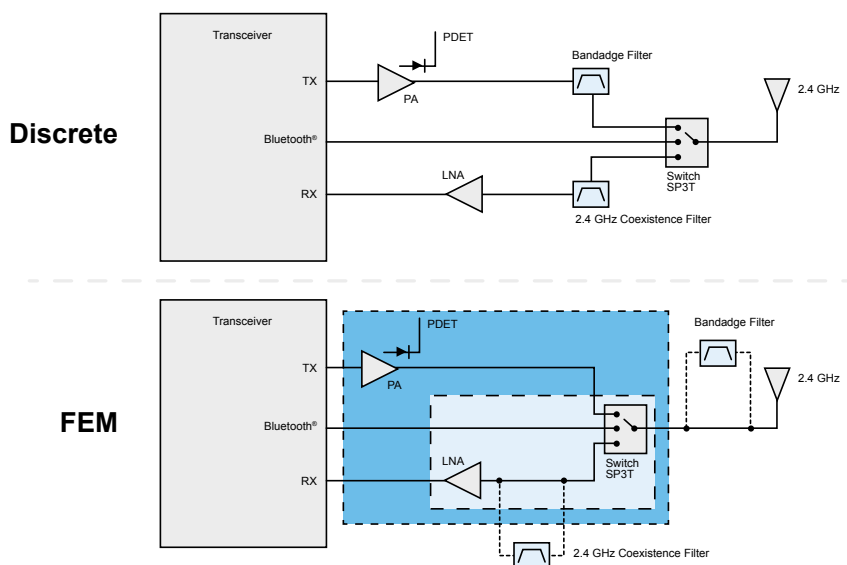 Transceiver
PDET
Bandadge Filter
TX
PA
2.4 GHz
Discrete
Bluetooth®
LNA
Switch
SP3T
RX
2.4 GHz Coexistence Filter
Transceiver
PDET
Bandadge Filter
TX
PA
2.4 GHz
FEM
Bluetooth®
LNA
Switch
SP3T
RX
2.4 GHz Coexistence Filter